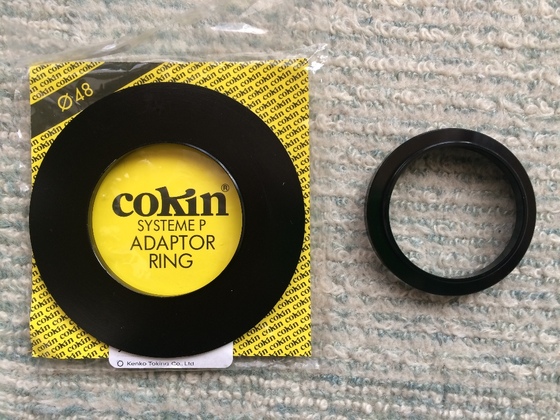 Ø48
cokin®
SYSTEME P
ADAPTOR
RING
Kenko Tokina Co., Ltd.